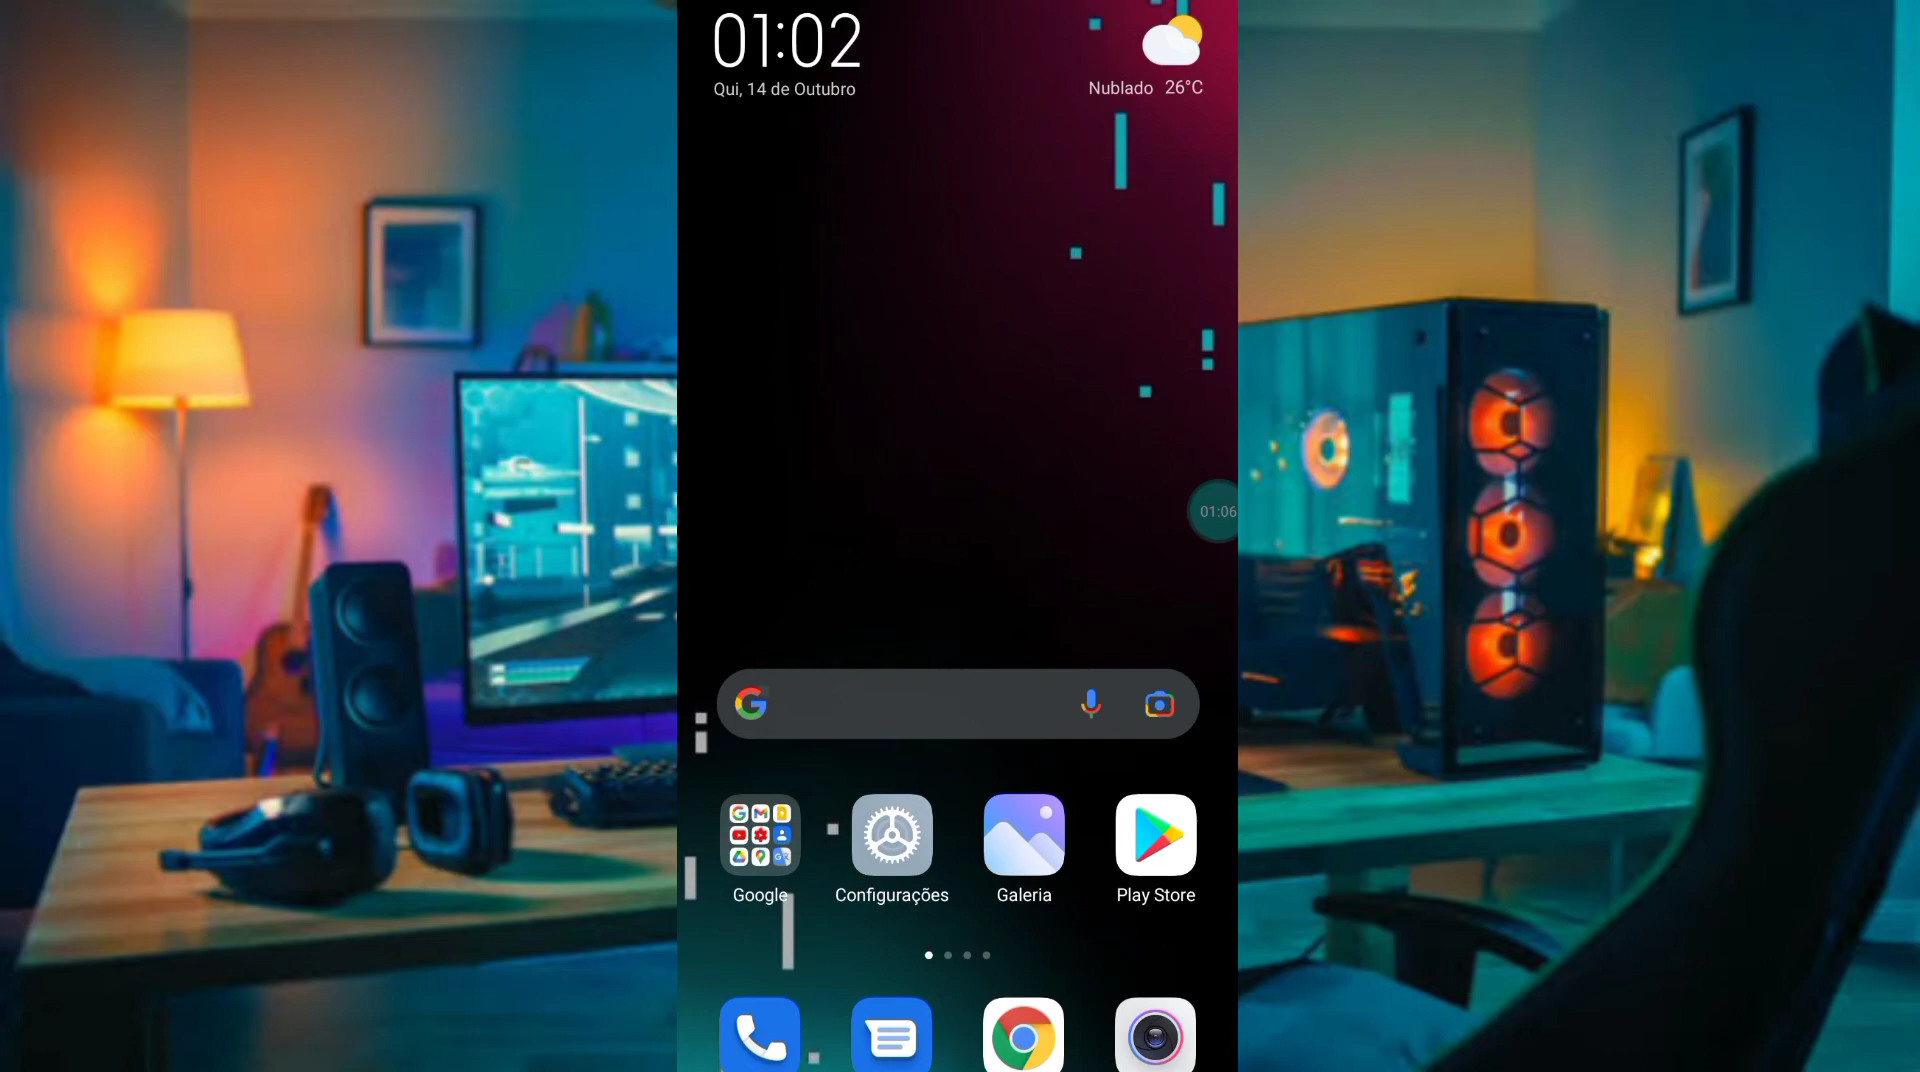 01:02
Qui, 14 de Outubro
Nublado 26°C
01:06
Google
Configurações
Galeria
Play Store